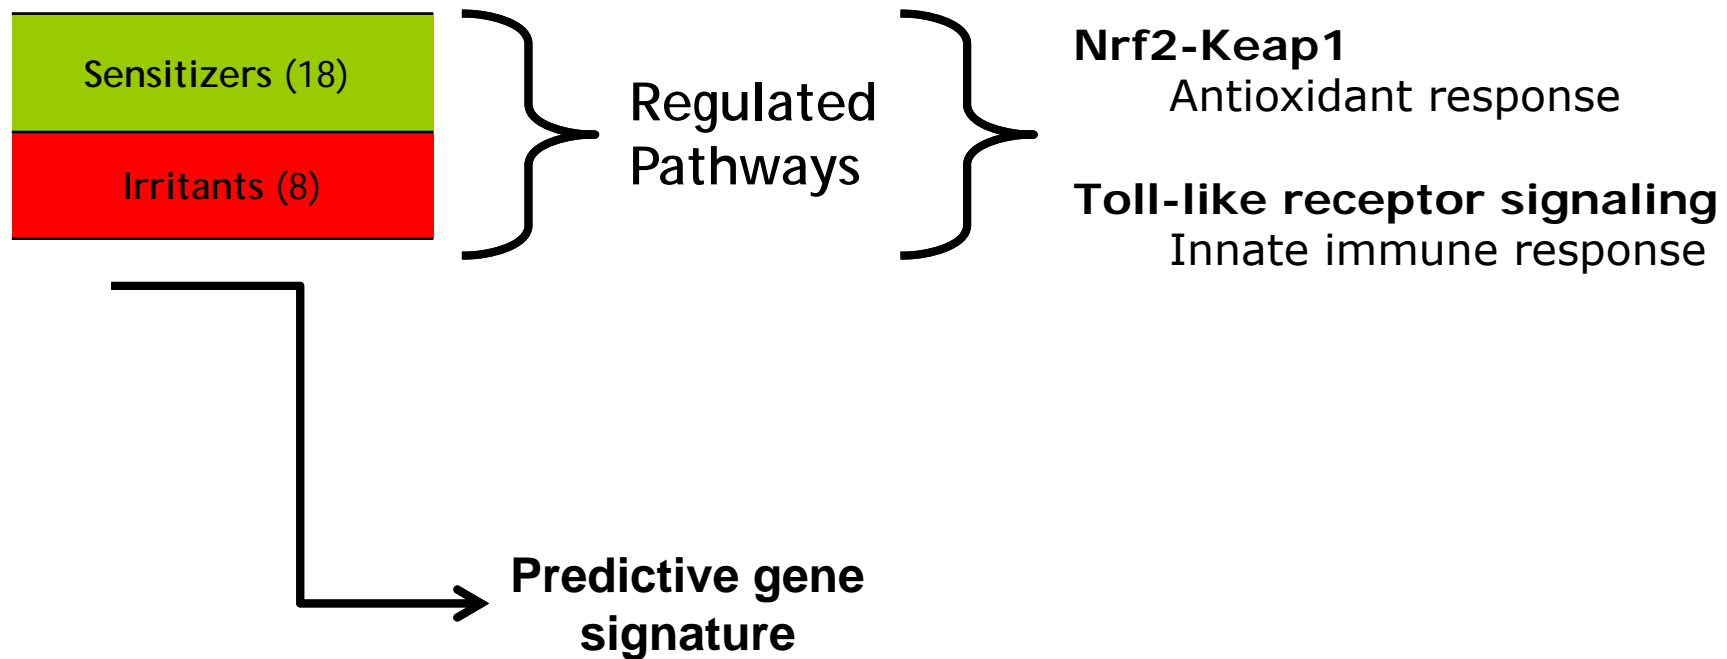 Sensitizers (18)
Irritants (8)
Regulated
Pathways
Nrf2-Keap1
Antioxidant response
Toll-like receptor signaling
Innate immune response
Predictive gene
signature